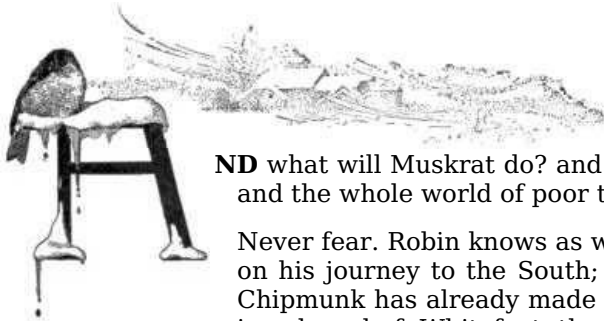 AND what will Muskrat do? and
and the whole world of poor
Never fear. Robin knows as
on his journey to the South;
Chipmunk has already made